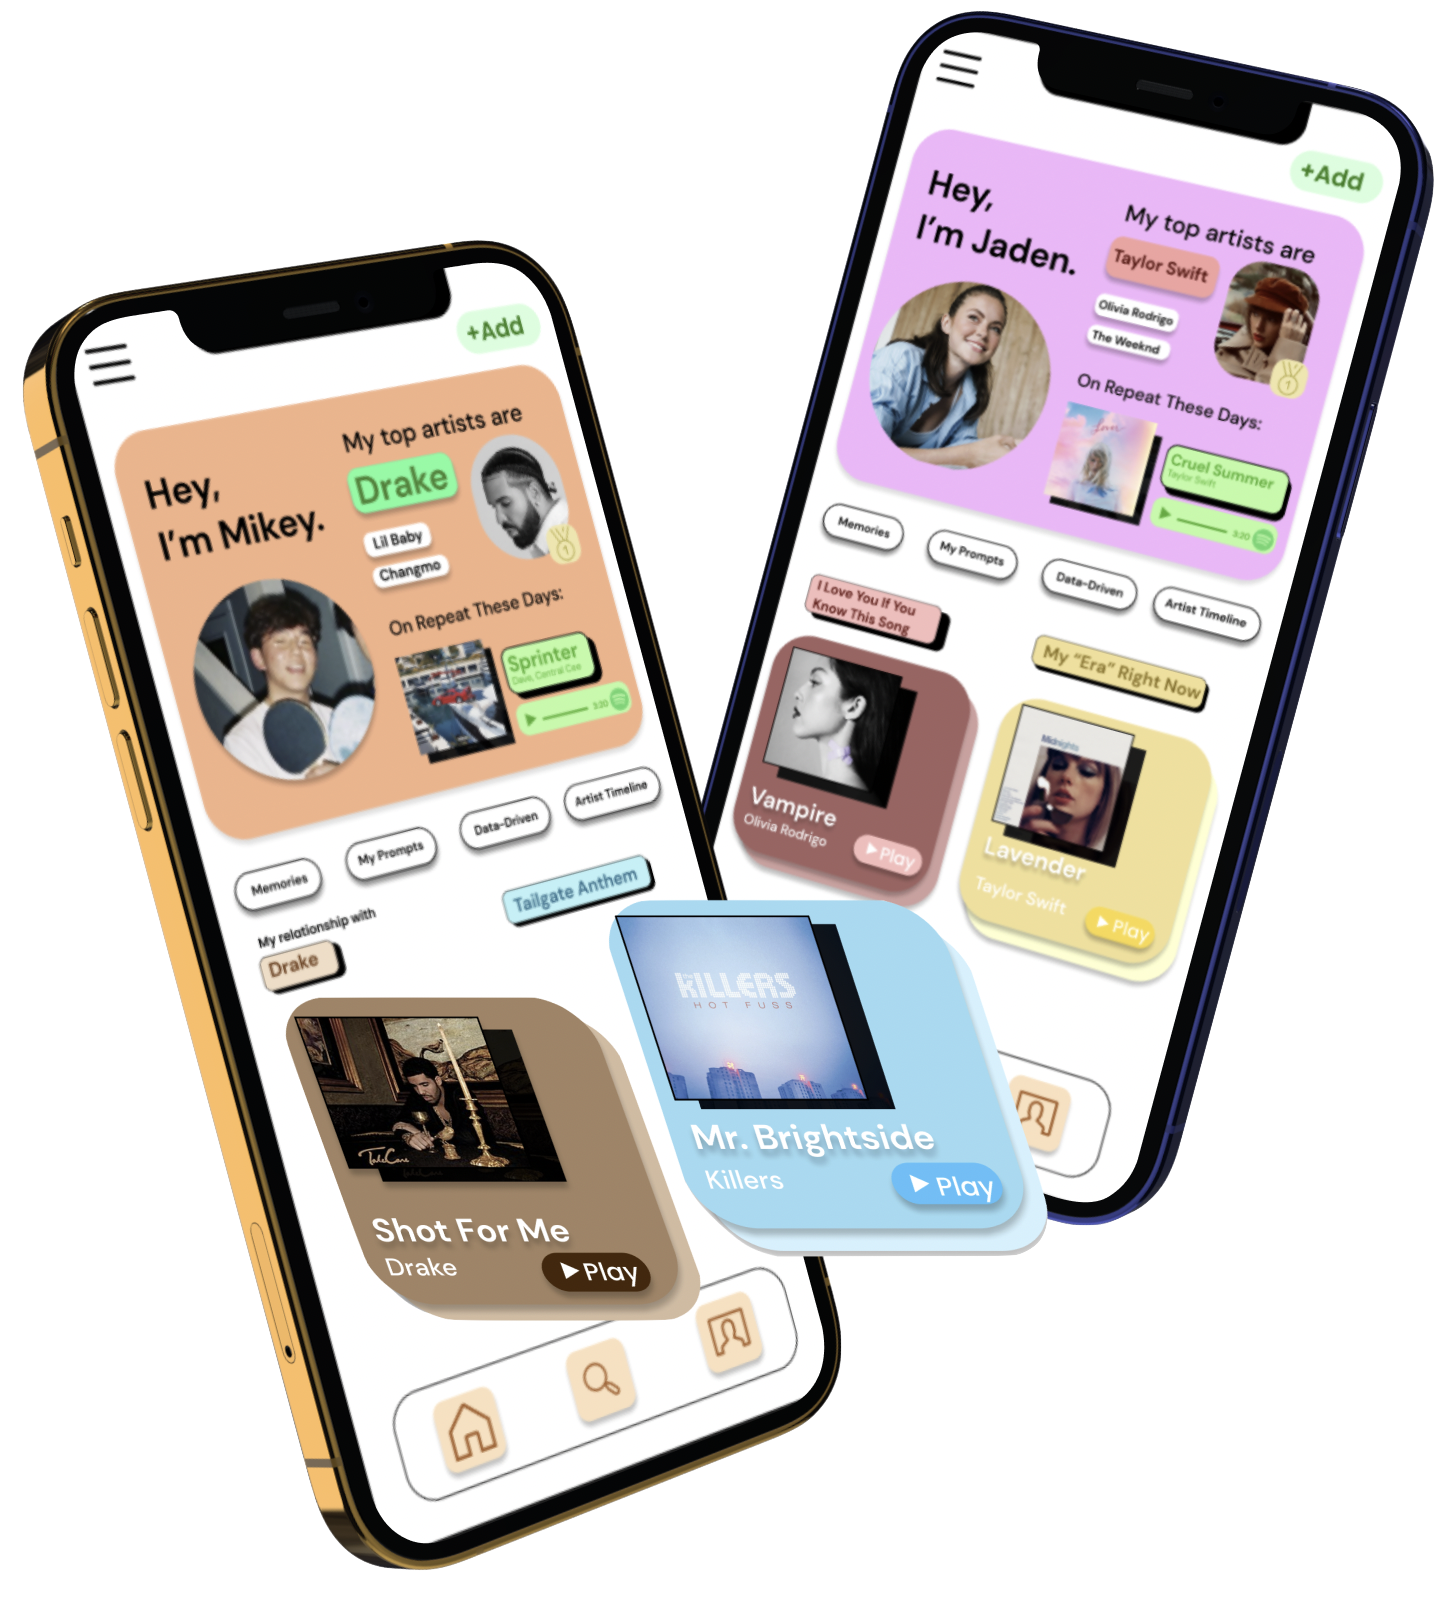 +Add
Hey,
I'm Mikey.
My top artists are
Drake
Lil Baby
Changmo
On Repeat These Days:
Sprinter
Dave, Central Cee
3:20
Memories
My Prompts
Data-Driven
Artist Timeline
My relationship with
Drake
Tailgate Anthem
TakeCare
Shot For Me
Drake
Play
KILLERS
HOT FUSS
Mr. Brightside
Killers
Play
+Add
Hey,
I'm Jaden.
My top artists are
Taylor Swift
Olivia Rodrigo
The Weeknd
1
On Repeat These Days:
Lover
Cruel Summer
Taylor Swift
3:20
Memories
My Prompts
Data-Driven
Artist Timeline
I Love You If You
Know This Song
Vampire
Olivia Rodrigo
Play
My “Era” Right Now
Midnights
Lavender
Taylor Swift
Play